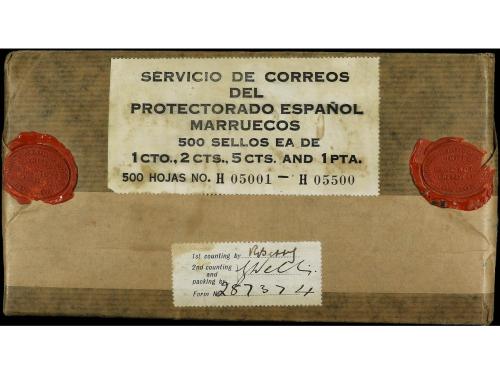 SERVICIO DE CORREOS
DEL
PROTECTORADO ESPAÑOL
MARRUECOS
500 SELLOS EA DE
1 CTO., 2 CTS., 5 CTS. AND 1 PTA.
500 HOJAS NO. H 05001 — H 05500
1st counting by
2nd counting
and
packing by
Form No. 287374